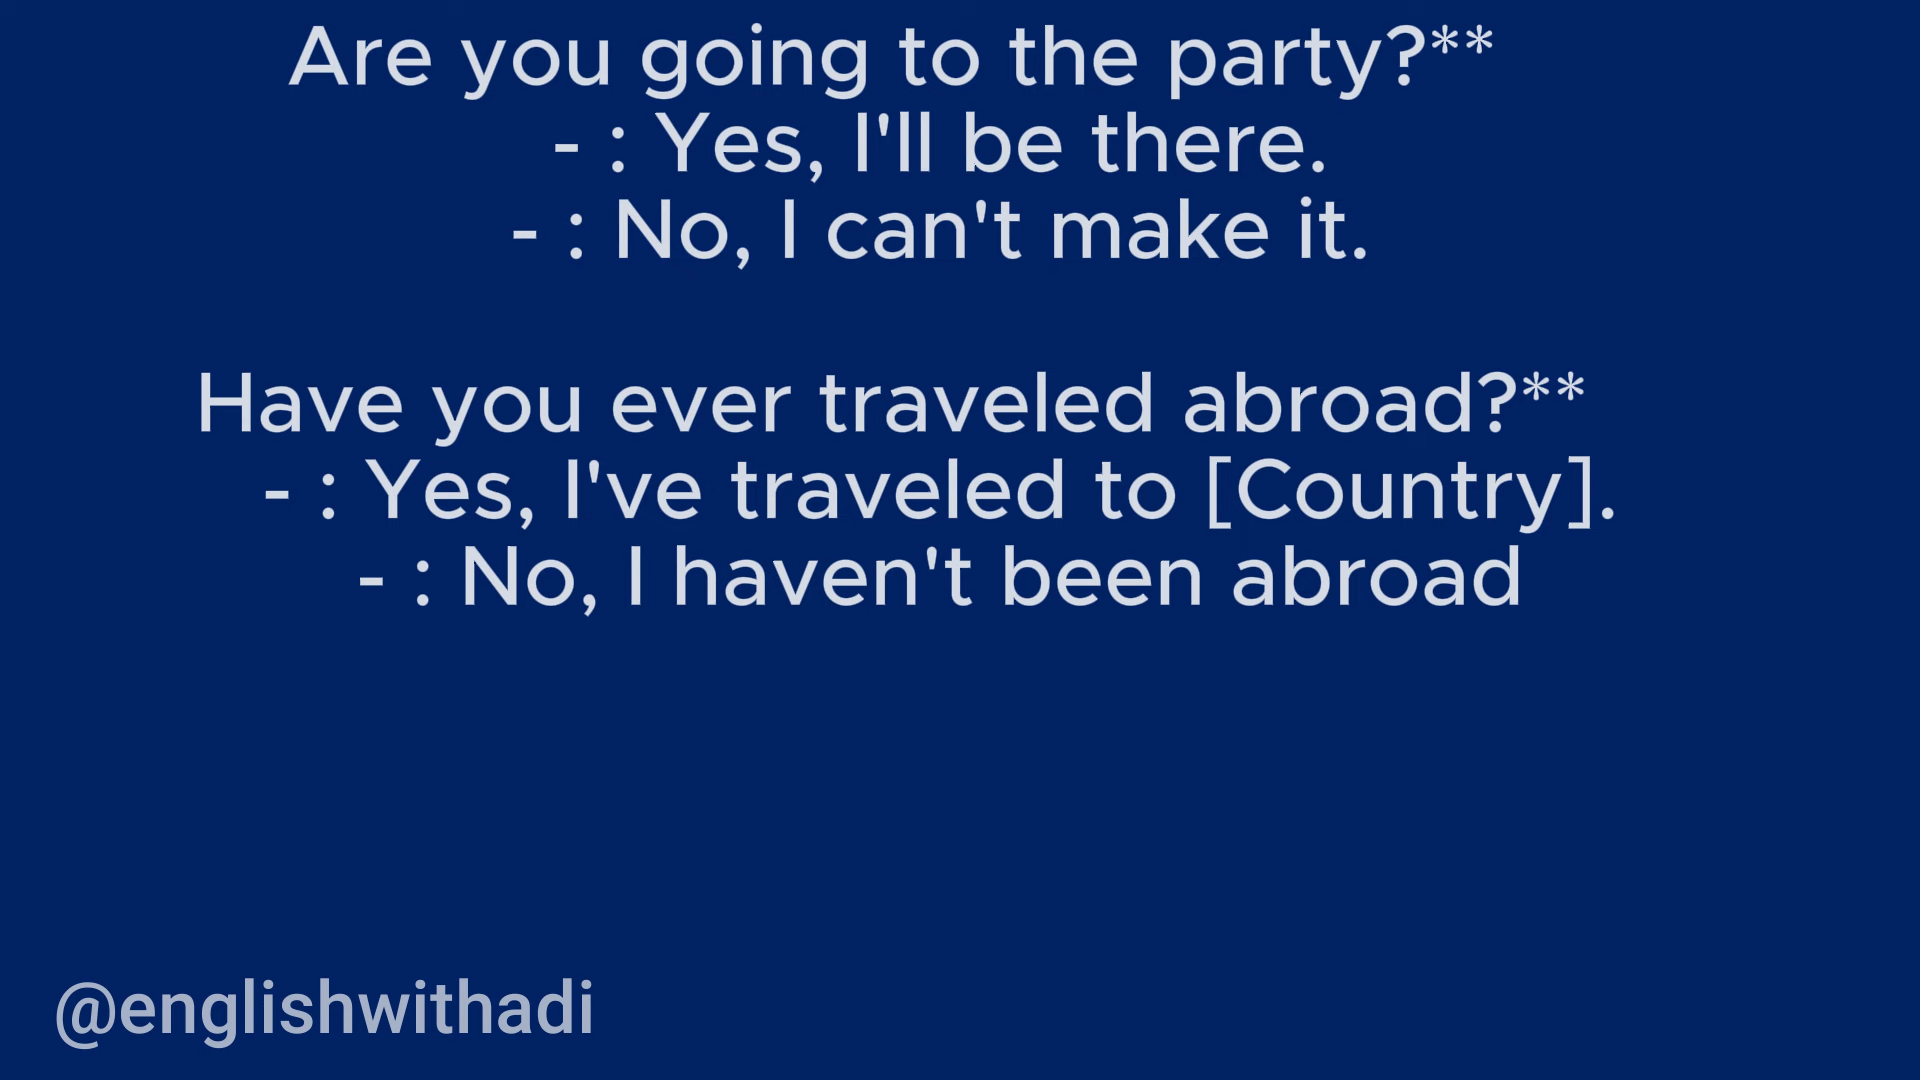 Are you going to the party?**
- : Yes, I'll be there.
- : No, I can't make it.
Have you ever traveled abroad?**
- : Yes, I've traveled to [Country].
- : No, I haven't been abroad
@englishwithadi